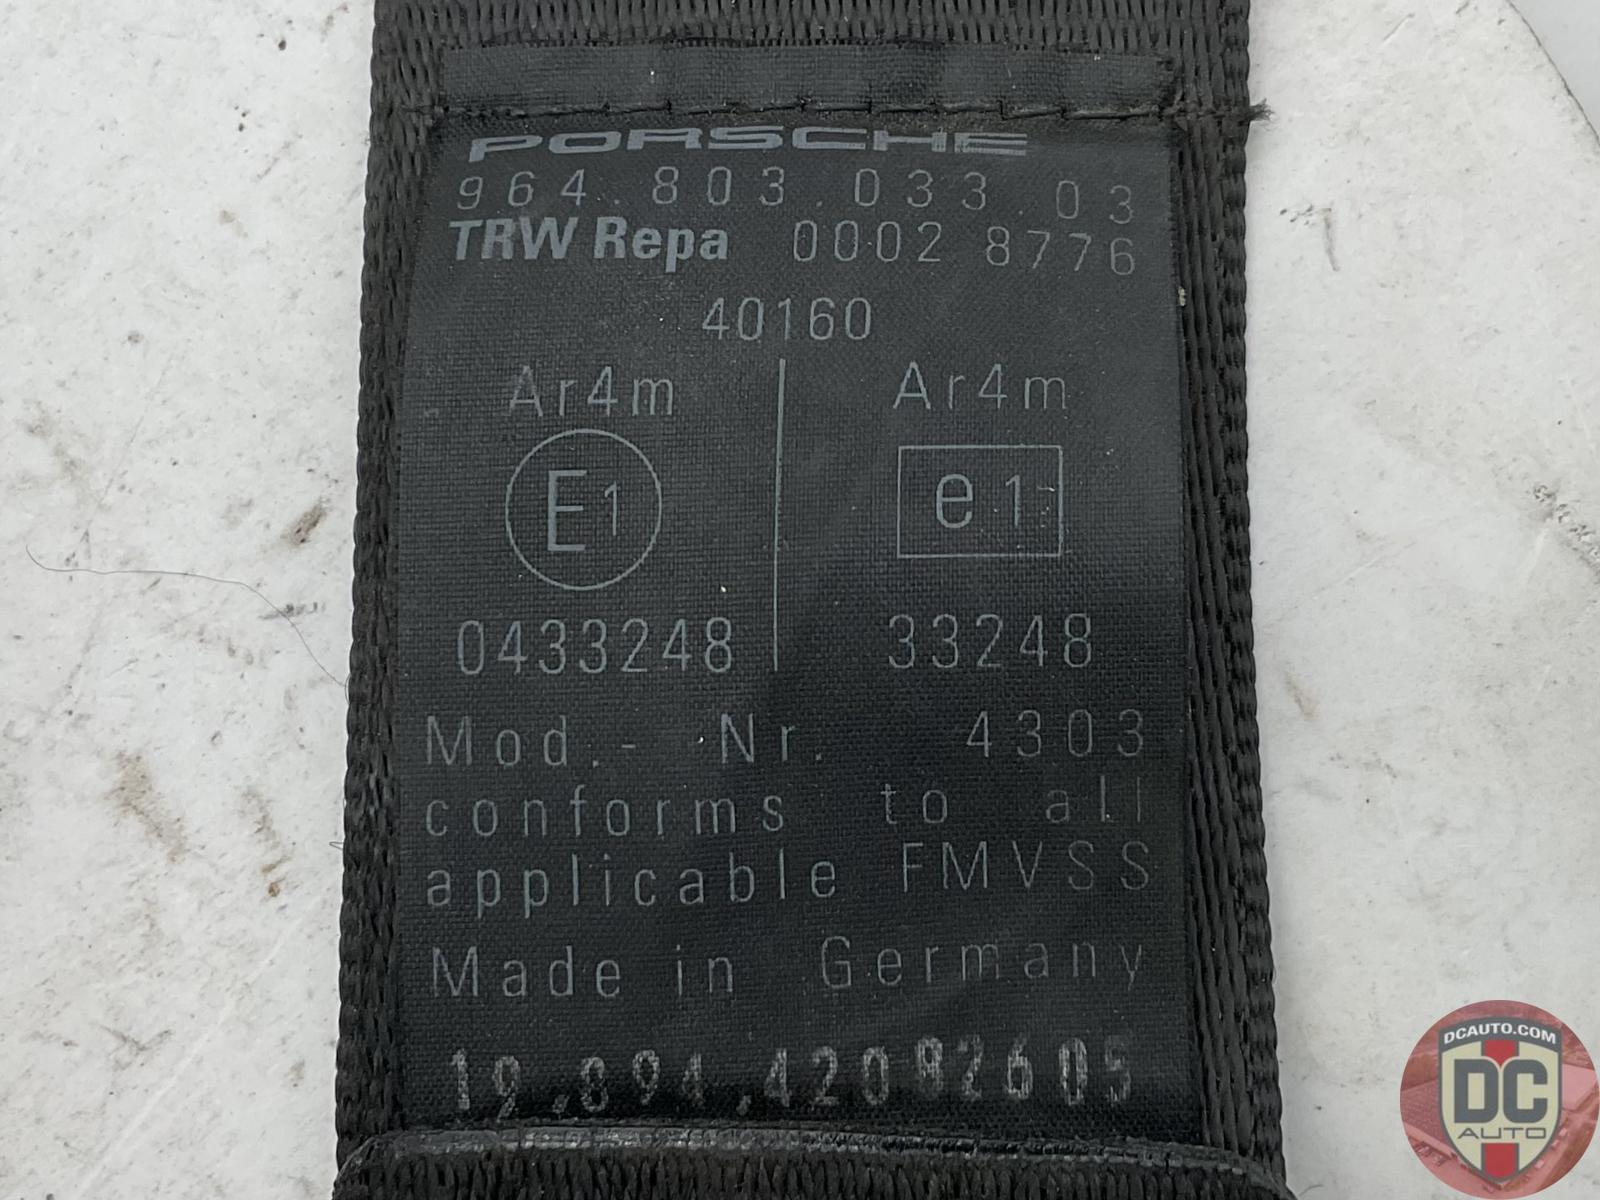 PORSCHE
964.803.033.03
TRW Repa 0002 8776
40160
Ar4m Ar4m
E1 e1
0433248 33248
Mod.- Nr. 4303
conforms to all
applicable FMVSS
Made in Germany
19.894.42082605
DCAUTO.COM
DC
AUTO